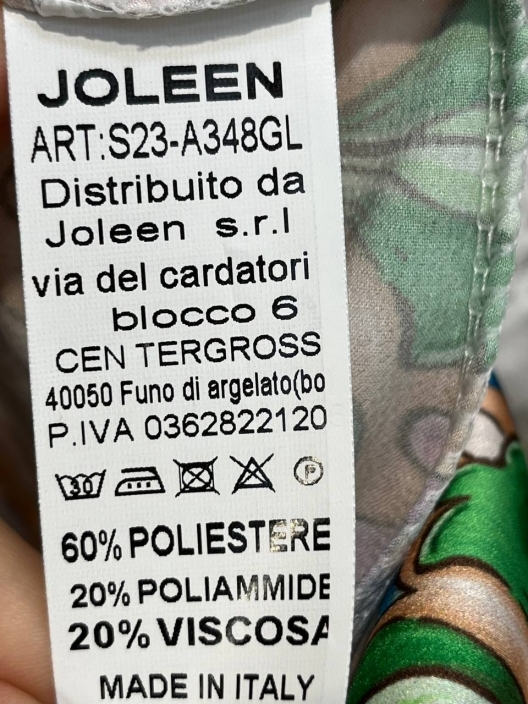 JOLEEN
ART:S23-A348GL
Distribuito da
Joleen s.r.l
via del cardatori
blocco 6
CEN TERGROSS
40050 Funo di argelato(bo
P.IVA 0362822120
30 P
60% POLIESTERE
20% POLIAMMIDE
20% VISCOSA
MADE IN ITALY